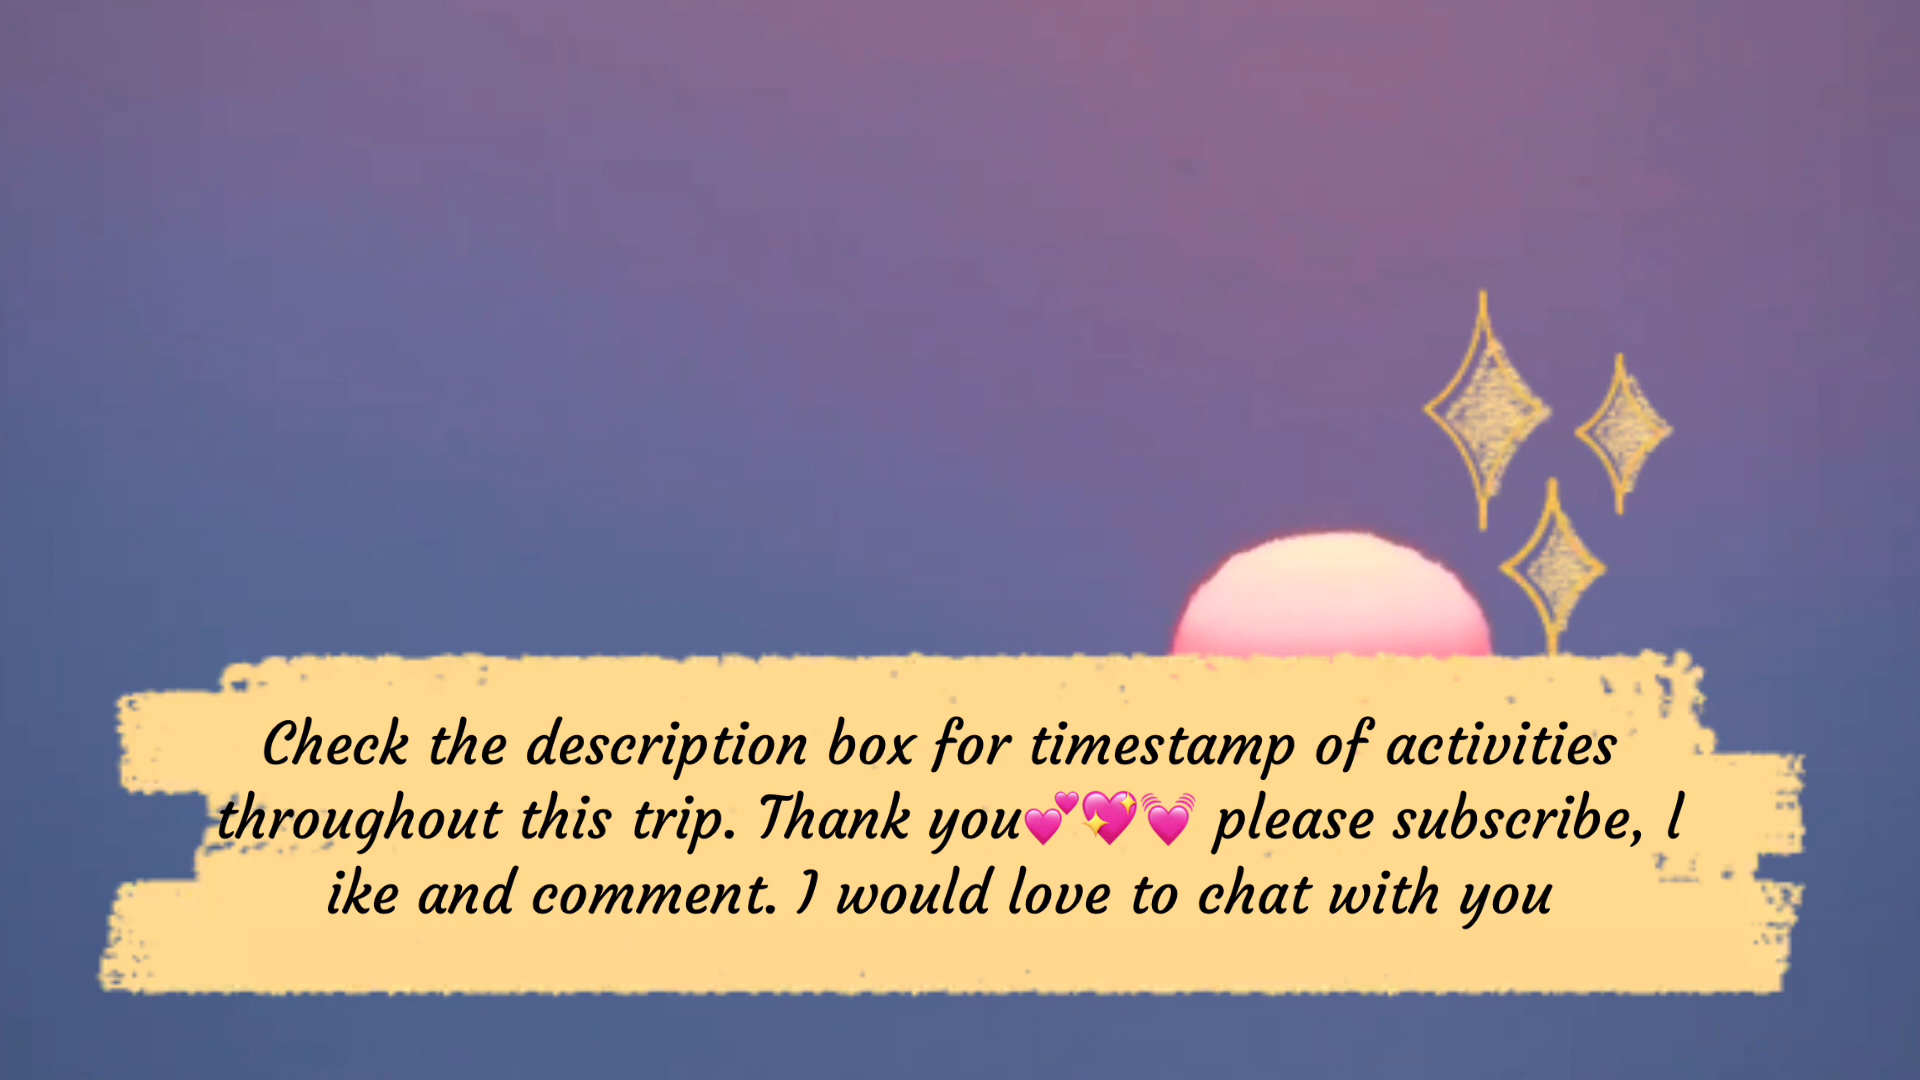 Check the description box for timestamp of activities
throughout this trip. Thank you💕💖💓 please subscribe, l
ike and comment. I would love to chat with you